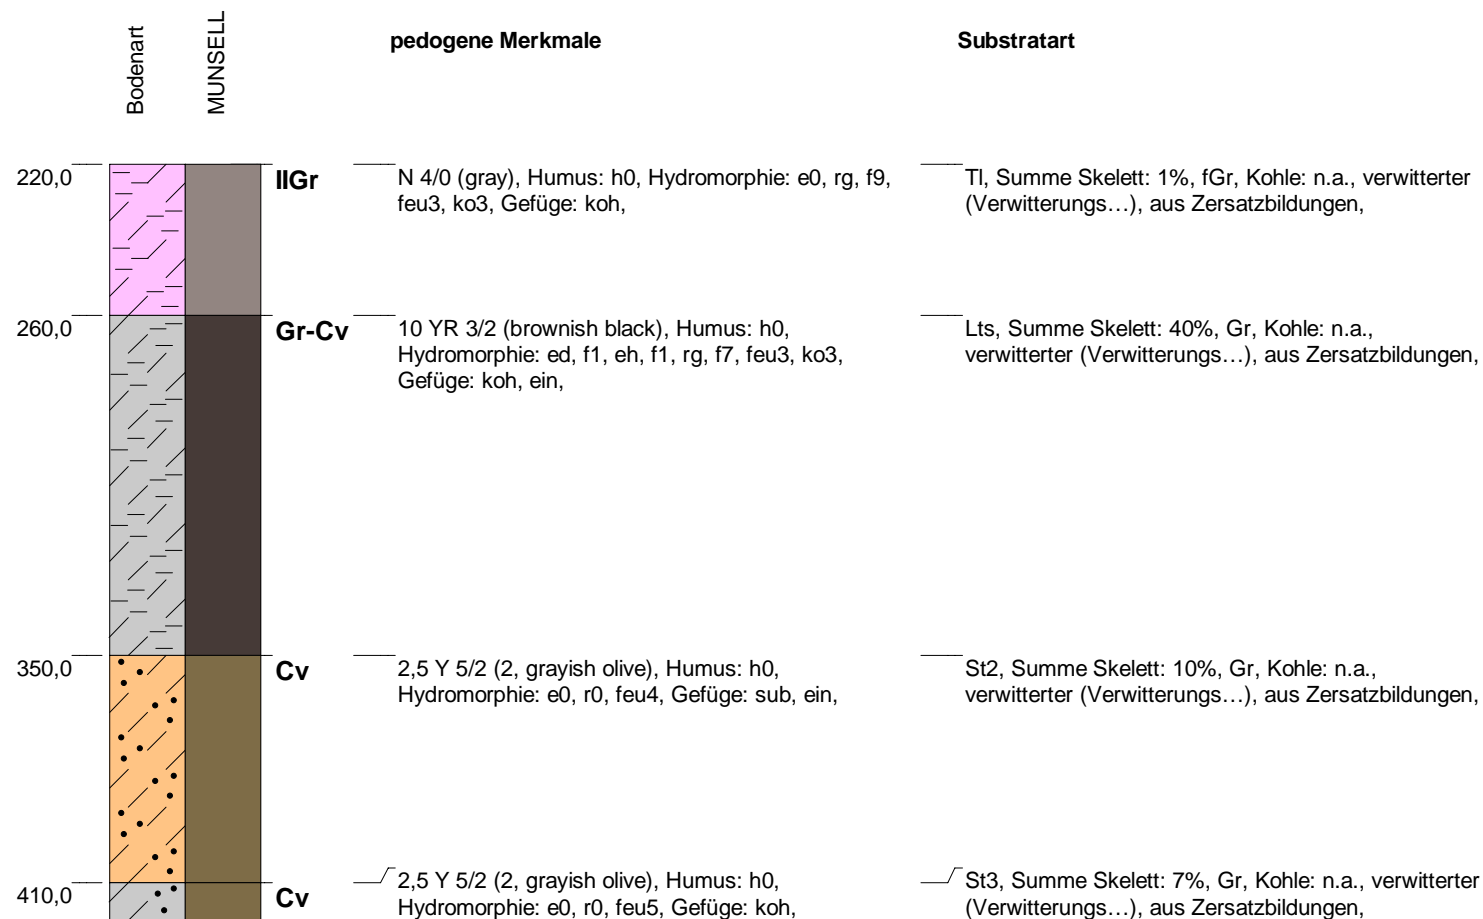 Bodenart
MUNSELL
pedogene Merkmale
Substratart
220,0
IIGr
N 4/0 (gray), Humus: h0, Hydromorphie: e0, rg, f9,
feu3, ko3, Gefüge: koh,
Tl, Summe Skelett: 1%, fGr, Kohle: n.a., verwitterter
(Verwitterungs…), aus Zersatzbildungen,
260,0
Gr-Cv
10 YR 3/2 (brownish black), Humus: h0,
Hydromorphie: ed, f1, eh, f1, rg, f7, feu3, ko3,
Gefüge: koh, ein,
Lts, Summe Skelett: 40%, Gr, Kohle: n.a.,
verwitterter (Verwitterungs…), aus Zersatzbildungen,
350,0
Cv
2,5 Y 5/2 (2, grayish olive), Humus: h0,
Hydromorphie: e0, r0, feu4, Gefüge: sub, ein,
St2, Summe Skelett: 10%, Gr, Kohle: n.a.,
verwitterter (Verwitterungs…), aus Zersatzbildungen,
410,0
Cv
2,5 Y 5/2 (2, grayish olive), Humus: h0,
Hydromorphie: e0, r0, feu5, Gefüge: koh,
St3, Summe Skelett: 7%, Gr, Kohle: n.a., verwitterter
(Verwitterungs…), aus Zersatzbildungen,